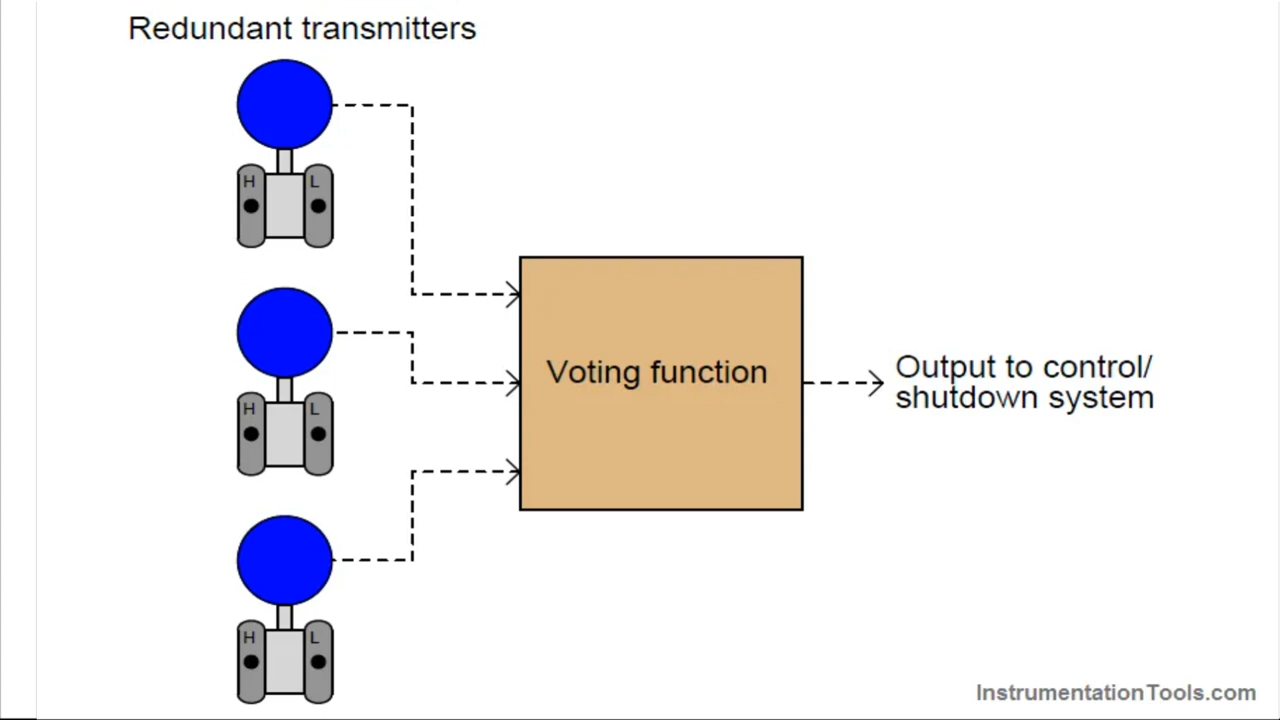 Redundant transmitters
H L
H L
Voting function
Output to control/
shutdown system
H L
InstrumentationTools.com